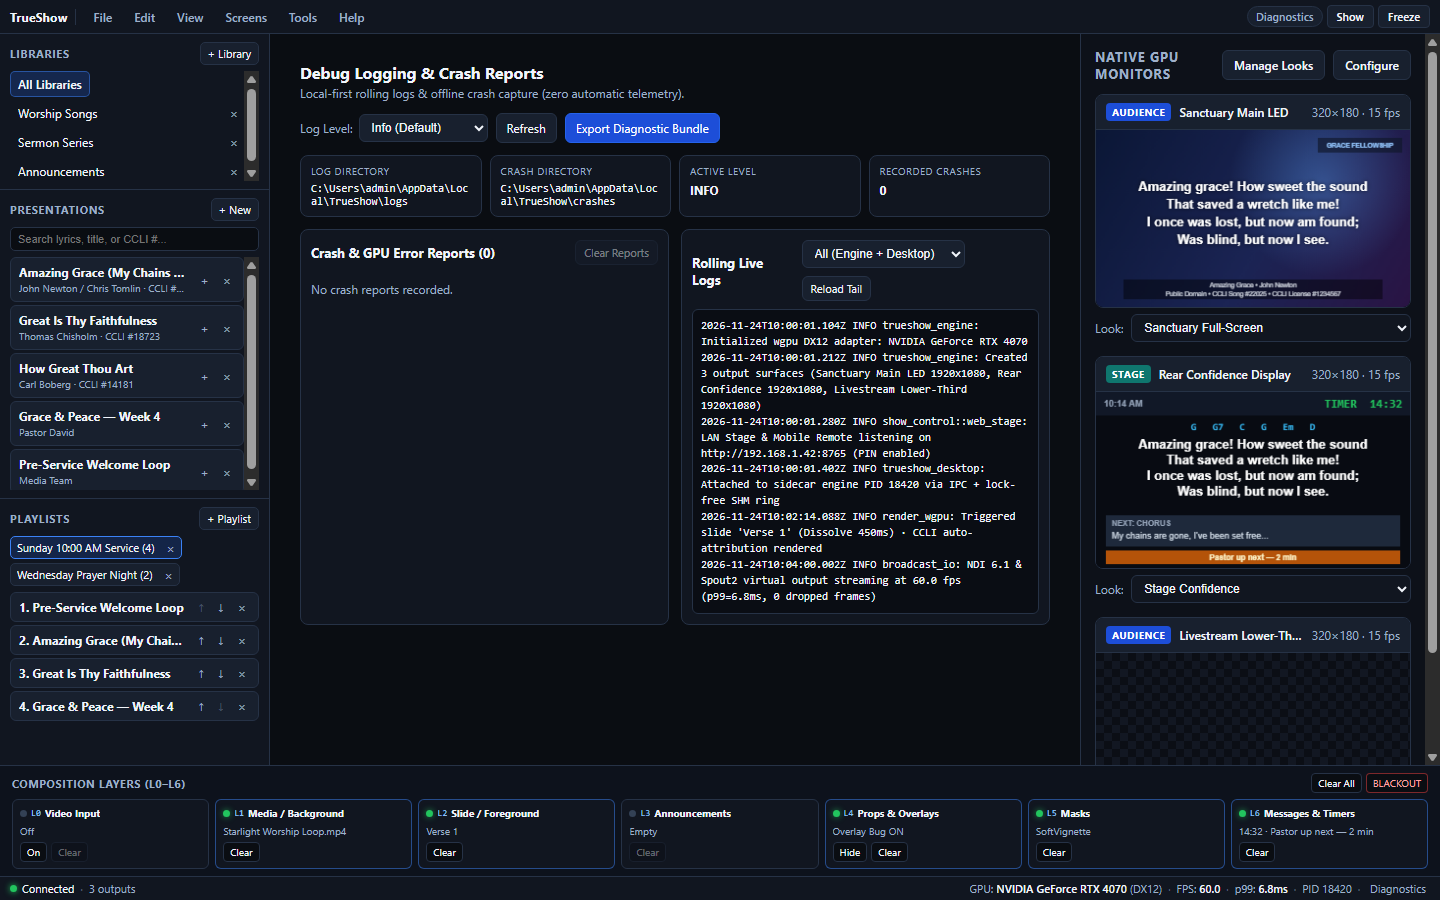 TrueShow File Edit View Screens Tools Help Diagnostics Show Freeze
LIBRARIES + Library
All Libraries
Worship Songs ×
Sermon Series ×
Announcements ×
PRESENTATIONS + New
Search lyrics, title, or CCLI #...
Amazing Grace (My Chains ... + ×
John Newton / Chris Tomlin · CCLI #...
Great Is Thy Faithfulness + ×
Thomas Chisholm · CCLI #18723
How Great Thou Art + ×
Carl Boberg · CCLI #14181
Grace & Peace — Week 4 + ×
Pastor David
Pre-Service Welcome Loop + ×
Media Team
PLAYLISTS + Playlist
Sunday 10:00 AM Service (4) ×
Wednesday Prayer Night (2) ×
1. Pre-Service Welcome Loop ↑ ↓ ×
2. Amazing Grace (My Chai... ↑ ↓ ×
3. Great Is Thy Faithfulness ↑ ↓ ×
4. Grace & Peace — Week 4 ↑ ↓ ×
Debug Logging & Crash Reports
Local-first rolling logs & offline crash capture (zero automatic telemetry).
Log Level: Info (Default) Refresh Export Diagnostic Bundle
LOG DIRECTORY
C:\Users\admin\AppData\Loc
al\TrueShow\logs
CRASH DIRECTORY
C:\Users\admin\AppData\Loc
al\TrueShow\crashes
ACTIVE LEVEL
INFO
RECORDED CRASHES
0
Crash & GPU Error Reports (0) Clear Reports
No crash reports recorded.
Rolling Live
Logs
All (Engine + Desktop)
Reload Tail
2026-11-24T10:00:01.104Z INFO trueshow_engine:
Initialized wgpu DX12 adapter: NVIDIA GeForce RTX 4070
2026-11-24T10:00:01.212Z INFO trueshow_engine: Created
3 output surfaces (Sanctuary Main LED 1920x1080, Rear
Confidence 1920x1080, Livestream Lower-Third
1920x1080)
2026-11-24T10:00:01.280Z INFO show_control::web_stage:
LAN Stage & Mobile Remote listening on
http://192.168.1.42:8765 (PIN enabled)
2026-11-24T10:00:01.402Z INFO trueshow_desktop:
Attached to sidecar engine PID 18420 via IPC + lock-
free SHM ring
2026-11-24T10:02:14.088Z INFO render_wgpu: Triggered
slide 'Verse 1' (Dissolve 450ms) · CCLI auto-
attribution rendered
2026-11-24T10:04:00.002Z INFO broadcast_io: NDI 6.1 &
Spout2 virtual output streaming at 60.0 fps
(p99=6.8ms, 0 dropped frames)
NATIVE GPU
MONITORS
Manage Looks Configure
AUDIENCE Sanctuary Main LED 320×180 · 15 fps
GRACE FELLOWSHIP
Amazing grace! How sweet the sound
That saved a wretch like me!
I once was lost, but now am found;
Was blind, but now I see.
Amazing Grace • John Newton
Public Domain • CCLI Song #22025 • CCLI License #1234567
Look: Sanctuary Full-Screen
STAGE Rear Confidence Display 320×180 · 15 fps
10:14 AM TIMER 14:32
G G7 C G Em D
Amazing grace! How sweet the sound
That saved a wretch like me!
I once was lost, but now am found;
Was blind, but now I see.
NEXT: CHORUS
My chains are gone, I've been set free...
Pastor up next — 2 min
Look: Stage Confidence
AUDIENCE Livestream Lower-Th... 320×180 · 15 fps
COMPOSITION LAYERS (L0–L6) Clear All BLACKOUT
L0 Video Input
Off
On Clear
L1 Media / Background
Starlight Worship Loop.mp4
Clear
L2 Slide / Foreground
Verse 1
Clear
L3 Announcements
Empty
Clear
L4 Props & Overlays
Overlay Bug ON
Hide Clear
L5 Masks
SoftVignette
Clear
L6 Messages & Timers
14:32 · Pastor up next — 2 min
Clear
Connected · 3 outputs GPU: NVIDIA GeForce RTX 4070 (DX12) · FPS: 60.0 · p99: 6.8ms · PID 18420 · Diagnostics